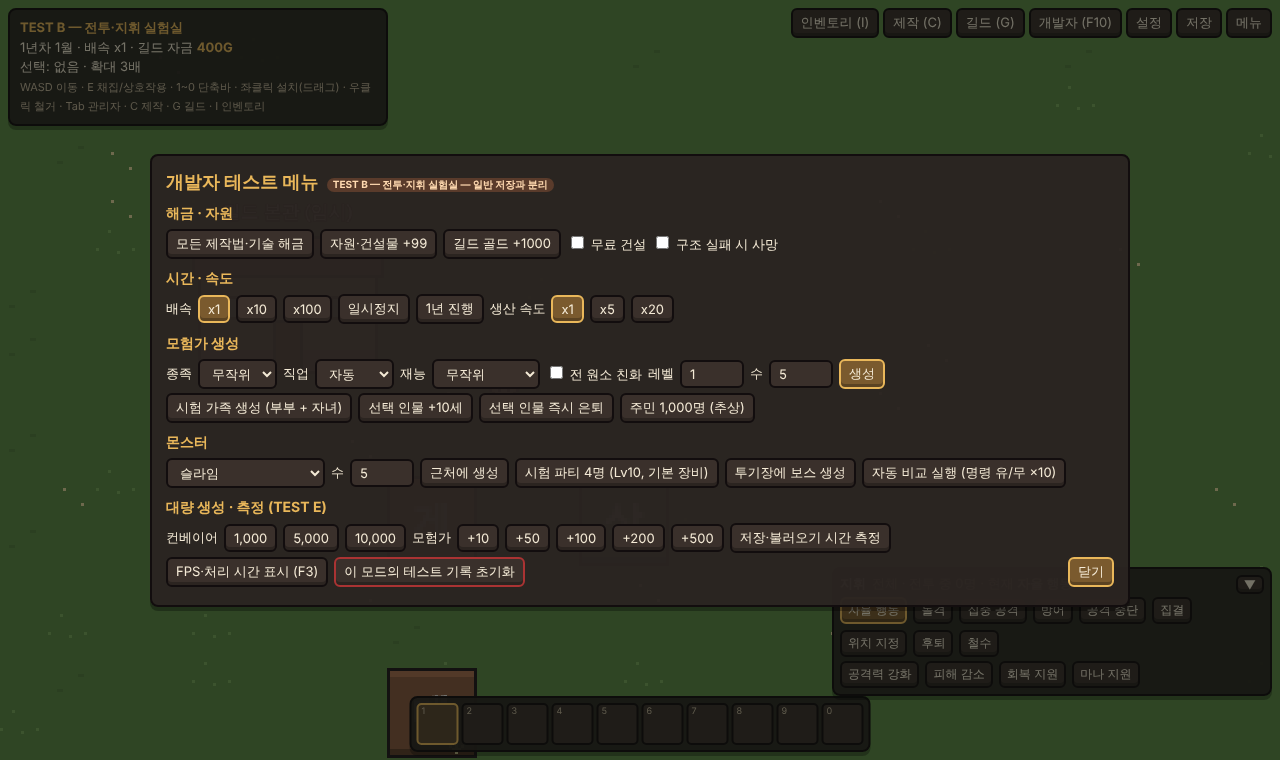 TEST B — 전투·지휘 실험실
1년차 1월 · 배속 x1 · 길드 자금 400G
선택: 없음 · 확대 3배
WASD 이동 · E 채집/상호작용 · 1~0 단축바 · 좌클릭 설치(드래그) · 우클
릭 철거 · Tab 관리자 · C 제작 · G 길드 · I 인벤토리
인벤토리 (I) 제작 (C) 길드 (G) 개발자 (F10) 설정 저장 메뉴
개발자 테스트 메뉴 TEST B — 전투·지휘 실험실 — 일반 저장과 분리
해금 · 자원
모든 제작법·기술 해금 자원·건설물 +99 길드 골드 +1000 무료 건설 구조 실패 시 사망
시간 · 속도
배속 x1 x10 x100 일시정지 1년 진행 생산 속도 x1 x5 x20
모험가 생성
종족 무작위 직업 자동 재능 무작위 전 원소 친화 레벨 1 수 5 생성
시험 가족 생성 (부부 + 자녀) 선택 인물 +10세 선택 인물 즉시 은퇴 주민 1,000명 (추상)
몬스터
슬라임 수 5 근처에 생성 시험 파티 4명 (Lv10, 기본 장비) 투기장에 보스 생성 자동 비교 실행 (명령 유/무 ×10)
대량 생성 · 측정 (TEST E)
컨베이어 1,000 5,000 10,000 모험가 +10 +50 +100 +200 +500 저장·불러오기 시간 측정
FPS·처리 시간 표시 (F3) 이 모드의 테스트 기록 초기화 닫기
▼
자율 행동 돌격 집중 공격 방어 공격 중단 집결
위치 지정 후퇴 철수
공격력 강화 피해 감소 회복 지원 마나 지원
1 2 3 4 5 6 7 8 9 0